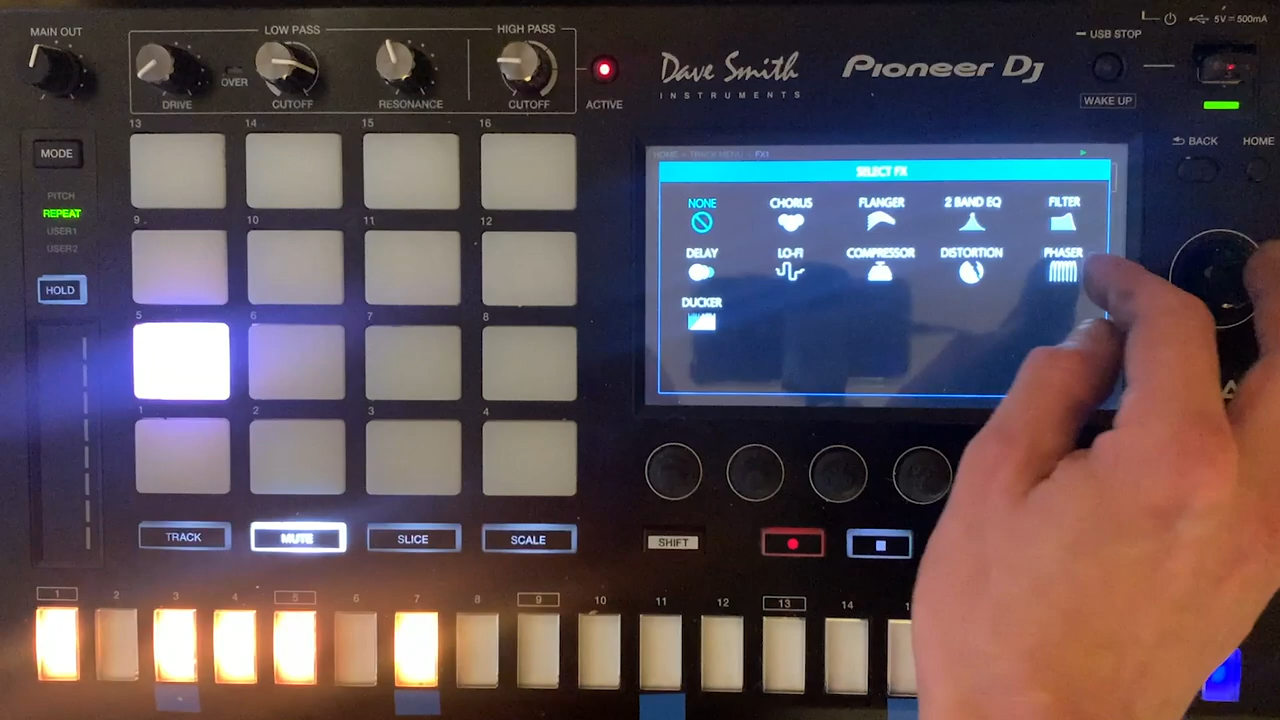 MAIN OUT
LOW PASS
HIGH PASS
DRIVE
OVER
CUTOFF
RESONANCE
CUTOFF
ACTIVE
Dave Smith
INSTRUMENTS
Pioneer Dj
5V⎓500mA
USB STOP
WAKE UP
BACK
HOME
MODE
PITCH
REPEAT
USER1
USER2
HOLD
13 14 15 16
9 10 11 12
5 6 7 8
1 2 3 4
HOME > TRACK MENU > FX1
SELECT FX
NONE CHORUS FLANGER 2 BAND EQ FILTER
DELAY LO-FI COMPRESSOR DISTORTION PHASER
DUCKER
TRACK MUTE SLICE SCALE
SHIFT
1 2 3 4 5 6 7 8 9 10 11 12 13 14